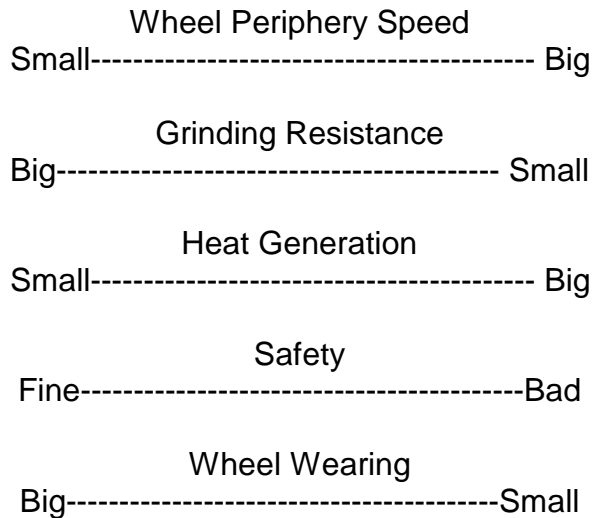 Wheel Periphery Speed
Small------------------------------------------ Big
Grinding Resistance
Big------------------------------------------ Small
Heat Generation
Small------------------------------------------ Big
Safety
Fine------------------------------------------Bad
Wheel Wearing
Big-----------------------------------------Small